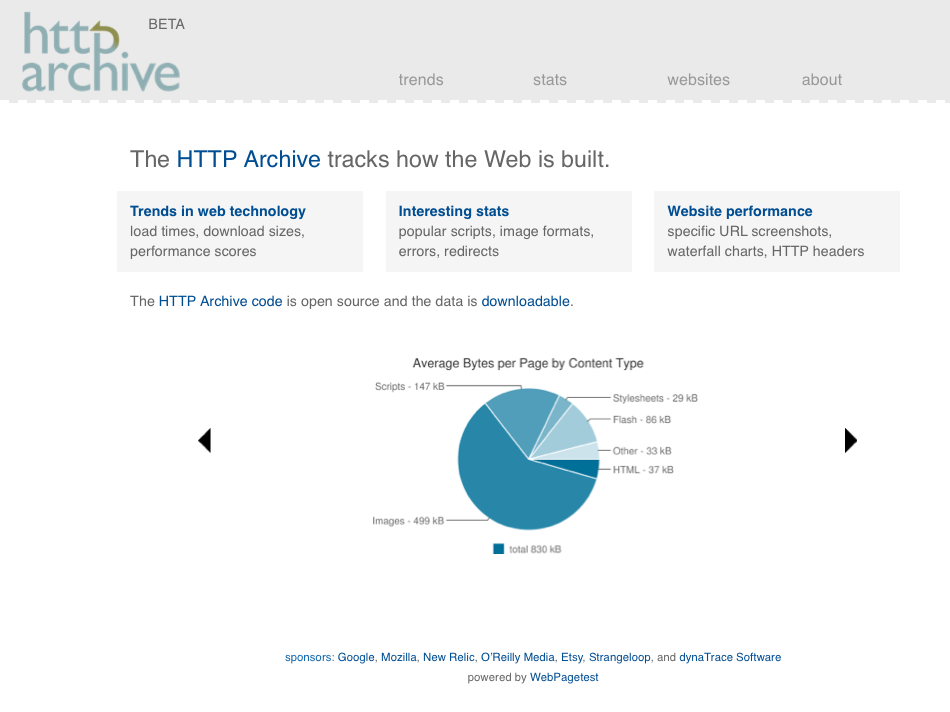 http archive
BETA
trends stats websites about
The HTTP Archive tracks how the Web is built.
Trends in web technology
load times, download sizes,
performance scores
Interesting stats
popular scripts, image formats,
errors, redirects
Website performance
specific URL screenshots,
waterfall charts, HTTP headers
The HTTP Archive code is open source and the data is downloadable.
Average Bytes per Page by Content Type
Scripts - 147 kB
Stylesheets - 29 kB
Flash - 86 kB
Other - 33 kB
HTML - 37 kB
Images - 499 kB
total 830 kB
sponsors: Google, Mozilla, New Relic, O'Reilly Media, Etsy, Strangeloop, and dynaTrace Software
powered by WebPagetest